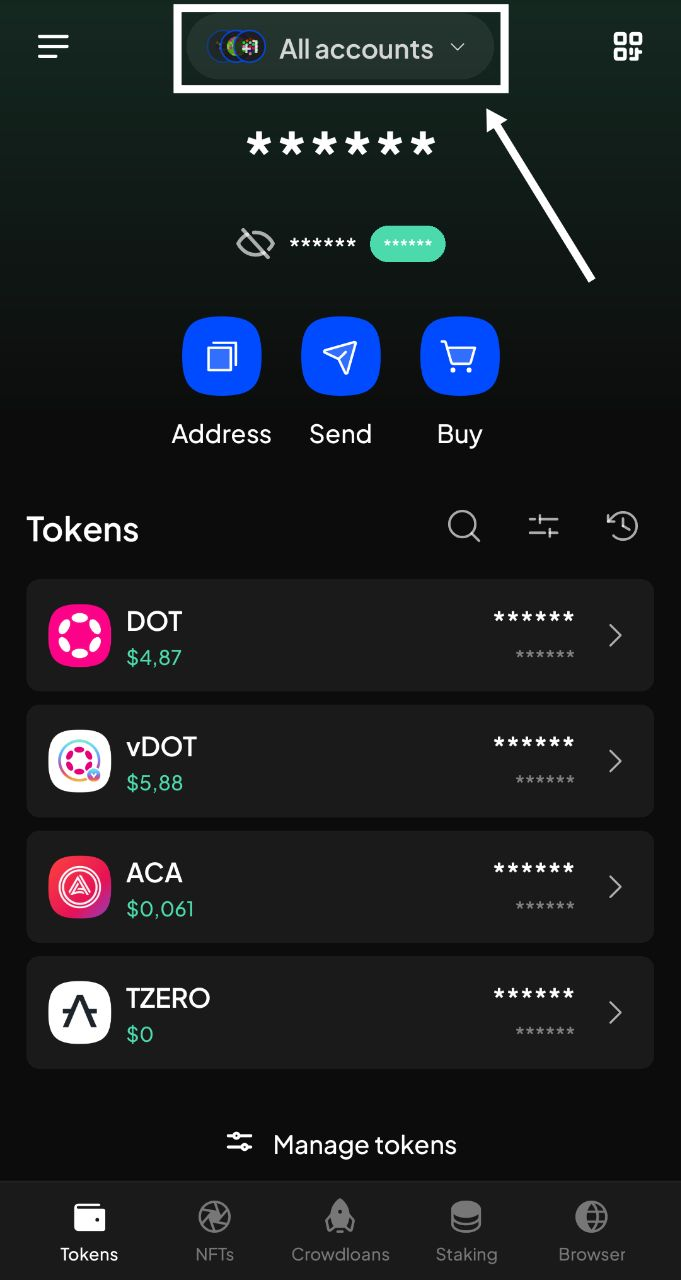 +1 All accounts
******
****** ******
Address Send Buy
Tokens
DOT ******
$4,87 ******
vDOT ******
$5,88 ******
ACA ******
$0,061 ******
TZERO ******
$0 ******
Manage tokens
Tokens NFTs Crowdloans Staking Browser